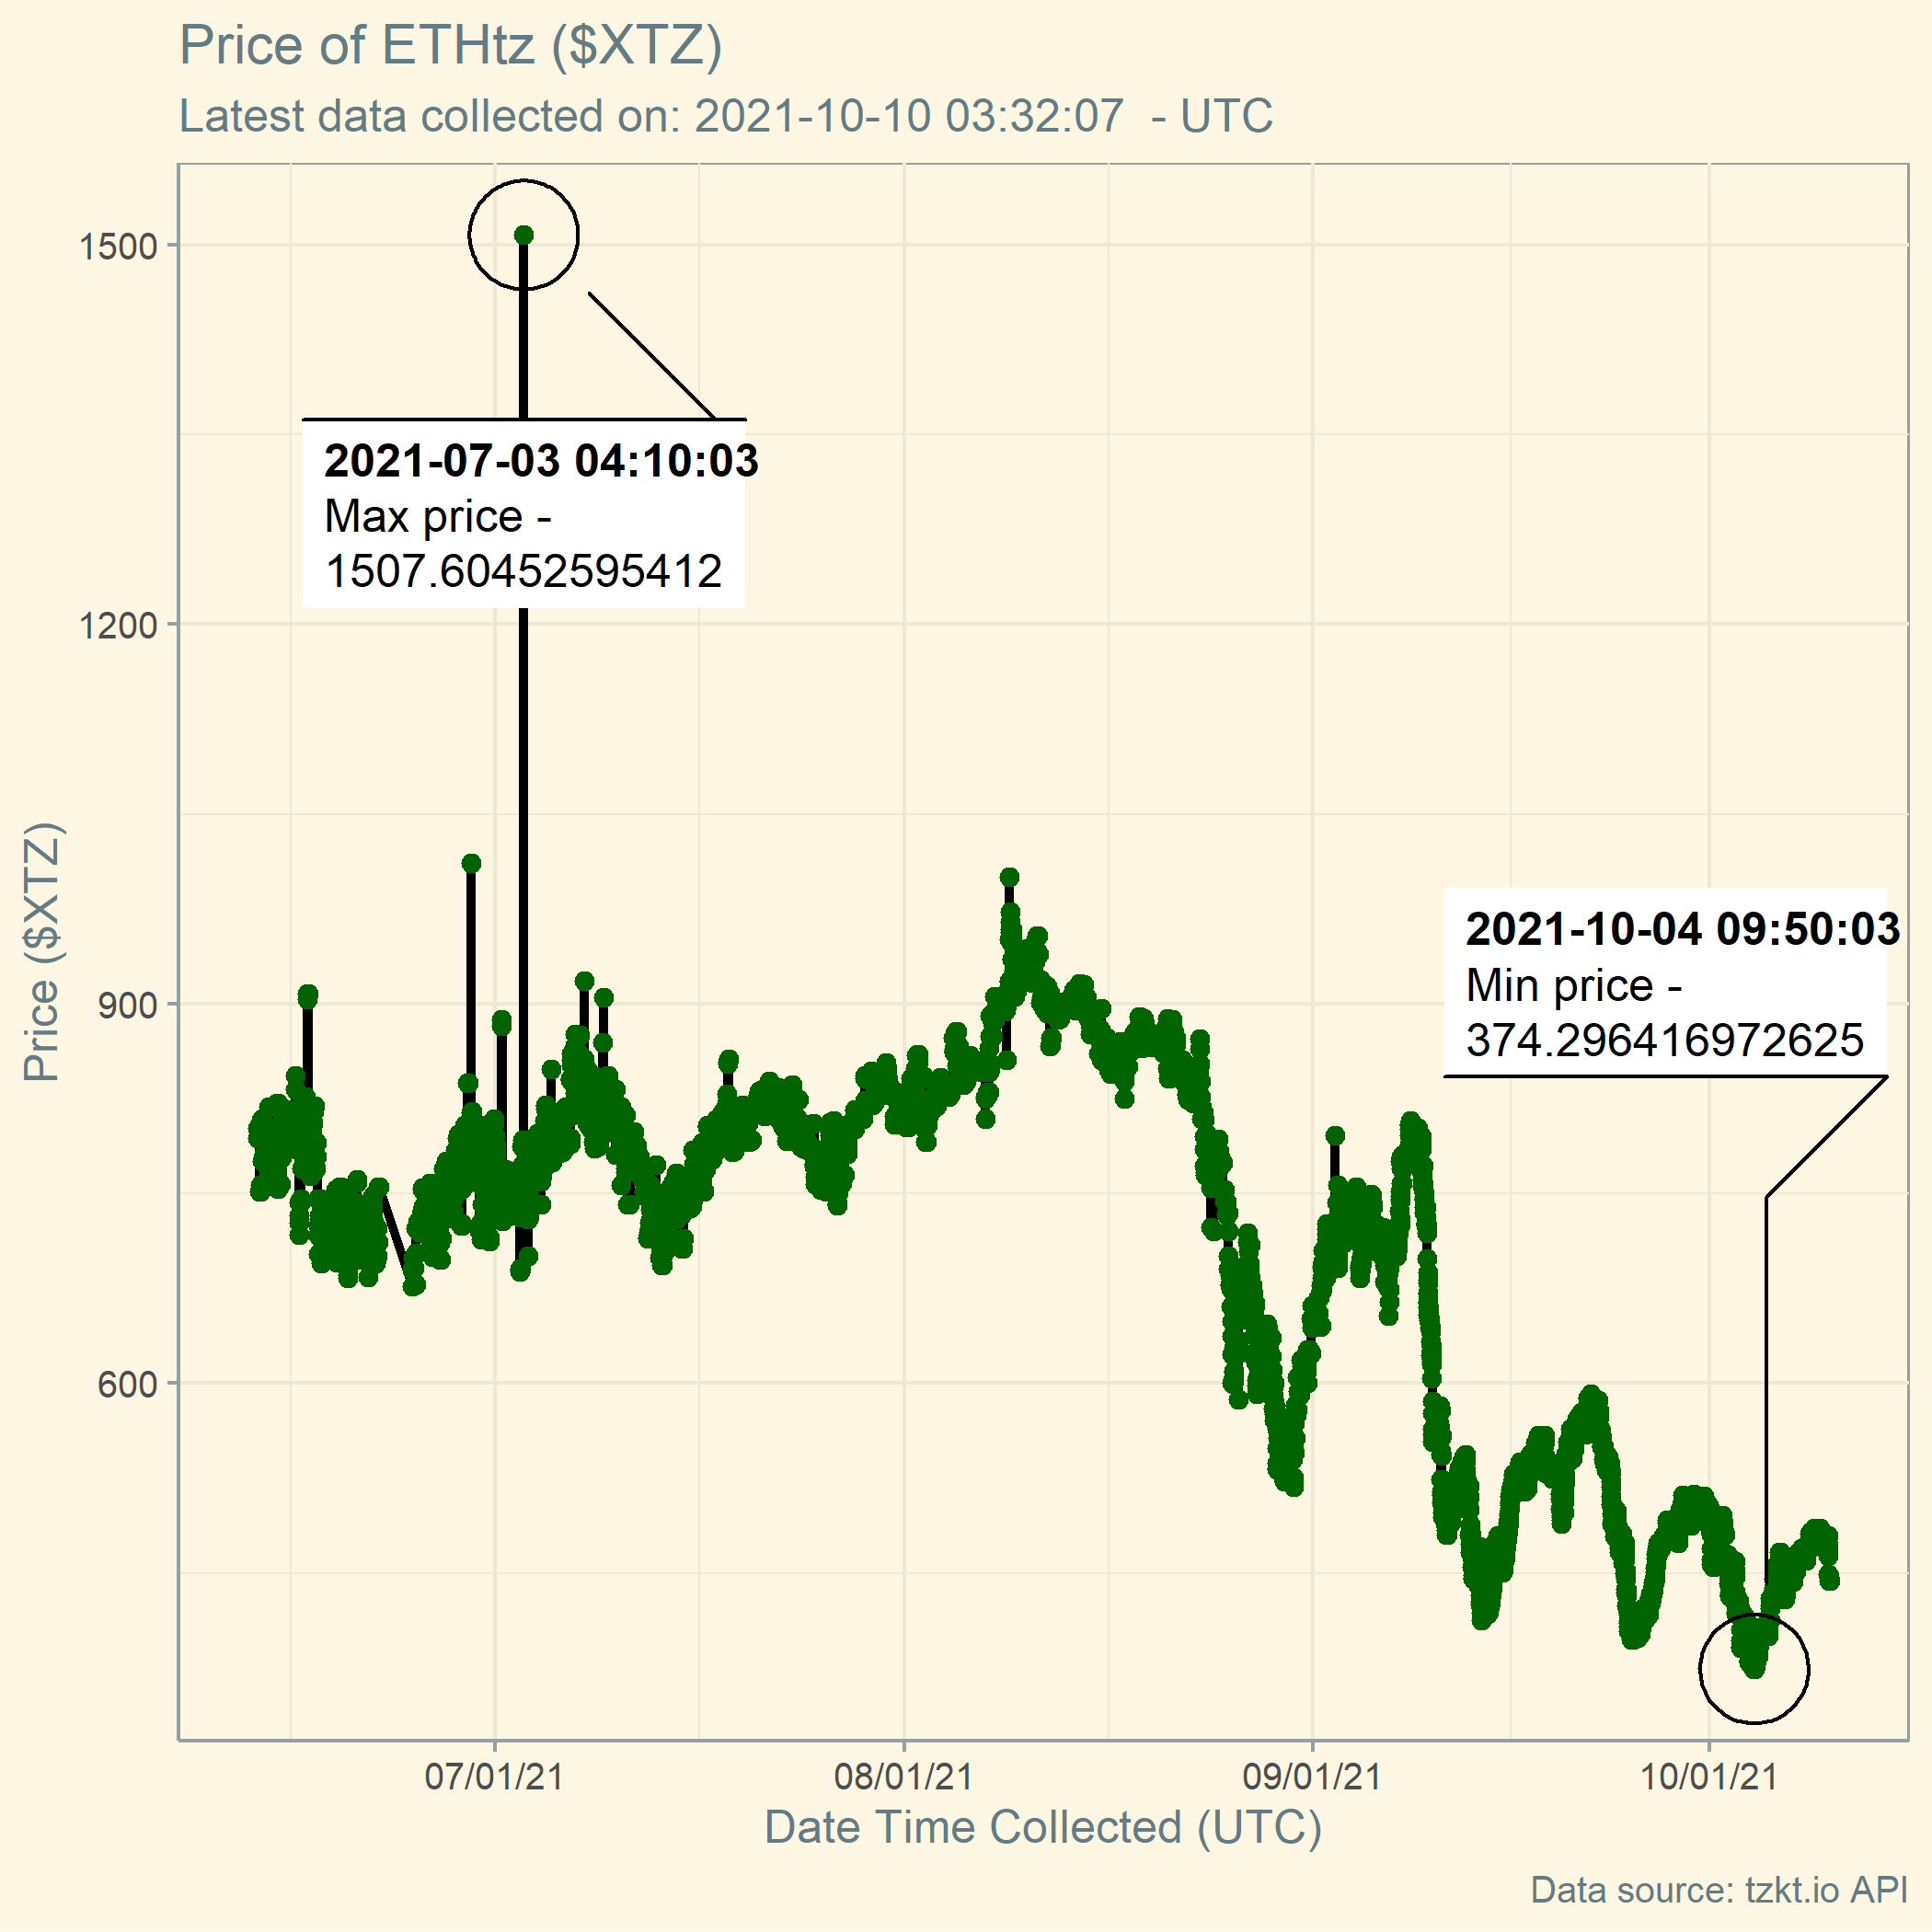 Price of ETHtz ($XTZ)
Latest data collected on: 2021-10-10 03:32:07  - UTC
1500
1200
900
600
Price ($XTZ)
2021-07-03 04:10:03
Max price -
1507.60452595412
2021-10-04 09:50:03
Min price -
374.296416972625
07/01/21
08/01/21
09/01/21
10/01/21
Date Time Collected (UTC)
Data source: tzkt.io API